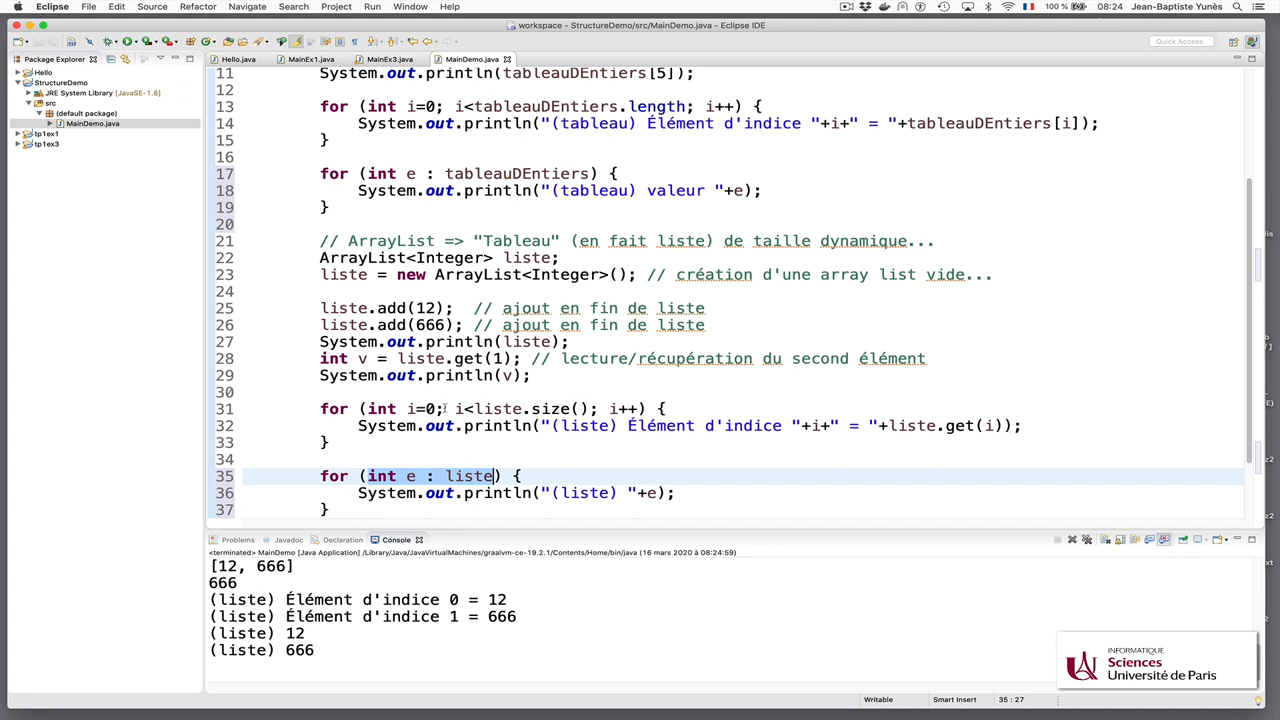 Eclipse File Edit Source Refactor Navigate Search Project Run Window Help 100 % 08:24 Jean-Baptiste Yunès
workspace - StructureDemo/src/MainDemo.java - Eclipse IDE
Quick Access
Package Explorer
Hello
StructureDemo
JRE System Library [JavaSE-1.8]
src
(default package)
MainDemo.java
tp1ex1
tp1ex3
Hello.java MainEx1.java MainEx3.java MainDemo.java
11 System.out.println(tableauDEntiers[5]);
12
13 for (int i=0; i<tableauDEntiers.length; i++) {
14 System.out.println("(tableau) Élément d'indice "+i+" = "+tableauDEntiers[i]);
15 }
16
17 for (int e : tableauDEntiers) {
18 System.out.println("(tableau) valeur "+e);
19 }
20
21 // ArrayList => "Tableau" (en fait liste) de taille dynamique...
22 ArrayList<Integer> liste;
23 liste = new ArrayList<Integer>(); // création d'une array list vide...
24
25 liste.add(12); // ajout en fin de liste
26 liste.add(666); // ajout en fin de liste
27 System.out.println(liste);
28 int v = liste.get(1); // lecture/récupération du second élément
29 System.out.println(v);
30
31 for (int i=0; i<liste.size(); i++) {
32 System.out.println("(liste) Élément d'indice "+i+" = "+liste.get(i));
33 }
34
35 for (int e : liste) {
36 System.out.println("(liste) "+e);
37 }
Problems Javadoc Declaration Console
<terminated> MainDemo [Java Application] /Library/Java/JavaVirtualMachines/graalvm-ce-19.2.1/Contents/Home/bin/java (16 mars 2020 à 08:24:59)
[12, 666]
666
(liste) Élément d'indice 0 = 12
(liste) Élément d'indice 1 = 666
(liste) 12
(liste) 666
INFORMATIQUE
Sciences
Université de Paris
Writable Smart Insert 35 : 27